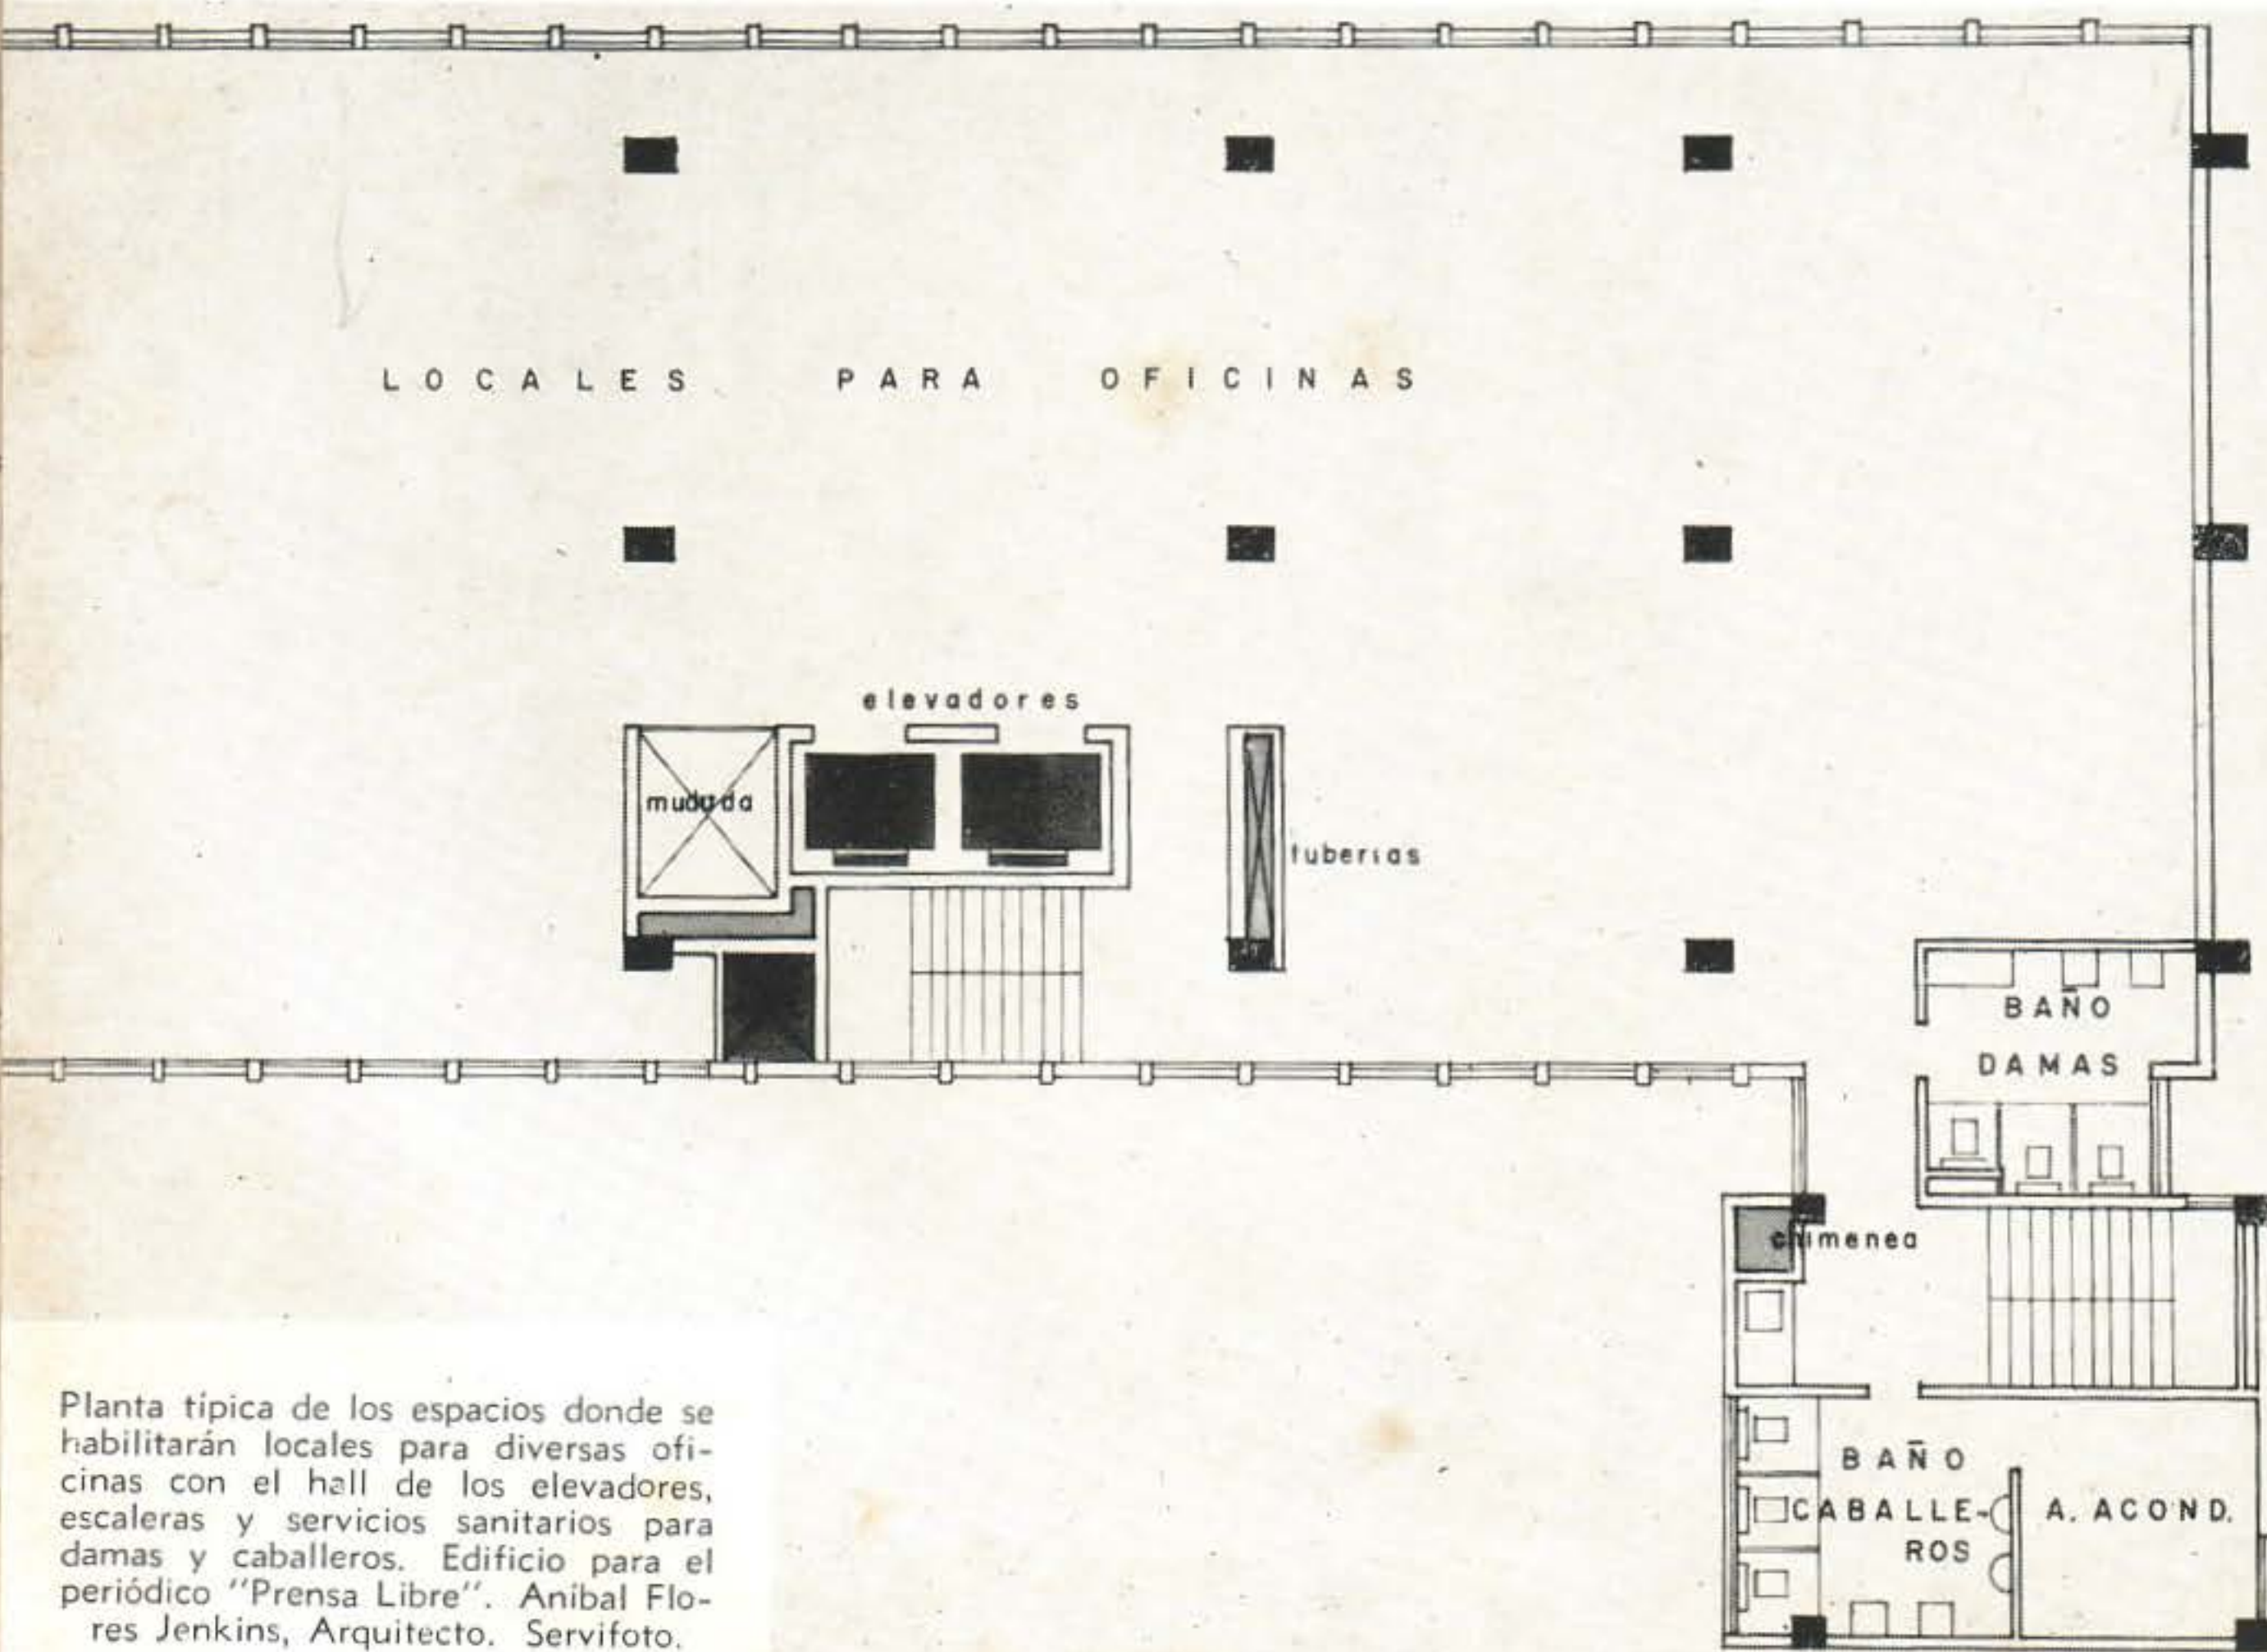 LOCALES PARA OFICINAS
elevadores
mudada
tuberias
BAÑO
DAMAS
chimenea
BAÑO
CABALLE-
ROS
A. ACOND.
Planta típica de los espacios donde se
habilitarán locales para diversas ofi-
cinas con el hall de los elevadores,
escaleras y servicios sanitarios para
damas y caballeros. Edificio para el
periódico "Prensa Libre". Aníbal Flo-
res Jenkins, Arquitecto. Servifoto.